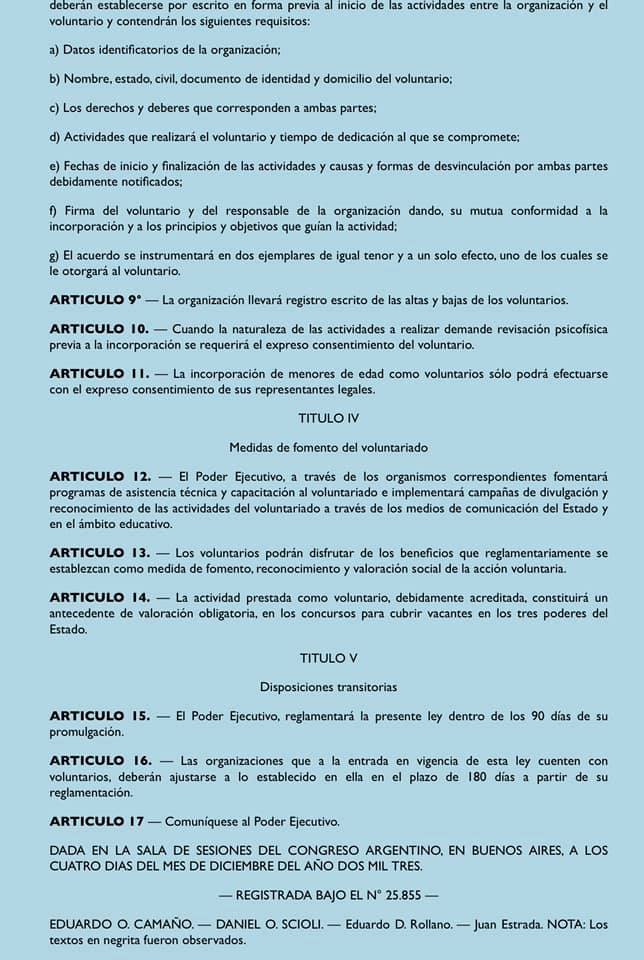 deberán establecerse por escrito en forma previa al inicio de las actividades entre la organización y el
voluntario y contendrán los siguientes requisitos:
a) Datos identificatorios de la organización;
b) Nombre, estado, civil, documento de identidad y domicilio del voluntario;
c) Los derechos y deberes que corresponden a ambas partes;
d) Actividades que realizará el voluntario y tiempo de dedicación al que se compromete;
e) Fechas de inicio y finalización de las actividades y causas y formas de desvinculación por ambas partes
debidamente notificados;
f) Firma del voluntario y del responsable de la organización dando, su mutua conformidad a la
incorporación y a los principios y objetivos que guían la actividad;
g) El acuerdo se instrumentará en dos ejemplares de igual tenor y a un solo efecto, uno de los cuales se
le otorgará al voluntario.
ARTICULO 9° — La organización llevará registro escrito de las altas y bajas de los voluntarios.
ARTICULO 10. — Cuando la naturaleza de las actividades a realizar demande revisación psicofísica
previa a la incorporación se requerirá el expreso consentimiento del voluntario.
ARTICULO 11. — La incorporación de menores de edad como voluntarios sólo podrá efectuarse
con el expreso consentimiento de sus representantes legales.
TITULO IV
Medidas de fomento del voluntariado
ARTICULO 12. — El Poder Ejecutivo, a través de los organismos correspondientes fomentará
programas de asistencia técnica y capacitación al voluntariado e implementará campañas de divulgación y
reconocimiento de las actividades del voluntariado a través de los medios de comunicación del Estado y
en el ámbito educativo.
ARTICULO 13. — Los voluntarios podrán disfrutar de los beneficios que reglamentariamente se
establezcan como medida de fomento, reconocimiento y valoración social de la acción voluntaria.
ARTICULO 14. — La actividad prestada como voluntario, debidamente acreditada, constituirá un
antecedente de valoración obligatoria, en los concursos para cubrir vacantes en los tres poderes del
Estado.
TITULO V
Disposiciones transitorias
ARTICULO 15. — El Poder Ejecutivo, reglamentará la presente ley dentro de los 90 días de su
promulgación.
ARTICULO 16. — Las organizaciones que a la entrada en vigencia de esta ley cuenten con
voluntarios, deberán ajustarse a lo establecido en ella en el plazo de 180 días a partir de su
reglamentación.
ARTICULO 17 — Comuníquese al Poder Ejecutivo.
DADA EN LA SALA DE SESIONES DEL CONGRESO ARGENTINO, EN BUENOS AIRES, A LOS
CUATRO DIAS DEL MES DE DICIEMBRE DEL AÑO DOS MIL TRES.
— REGISTRADA BAJO EL N° 25.855 —
EDUARDO O. CAMAÑO. — DANIEL O. SCIOLI. — Eduardo D. Rollano. — Juan Estrada. NOTA: Los
textos en negrita fueron observados.